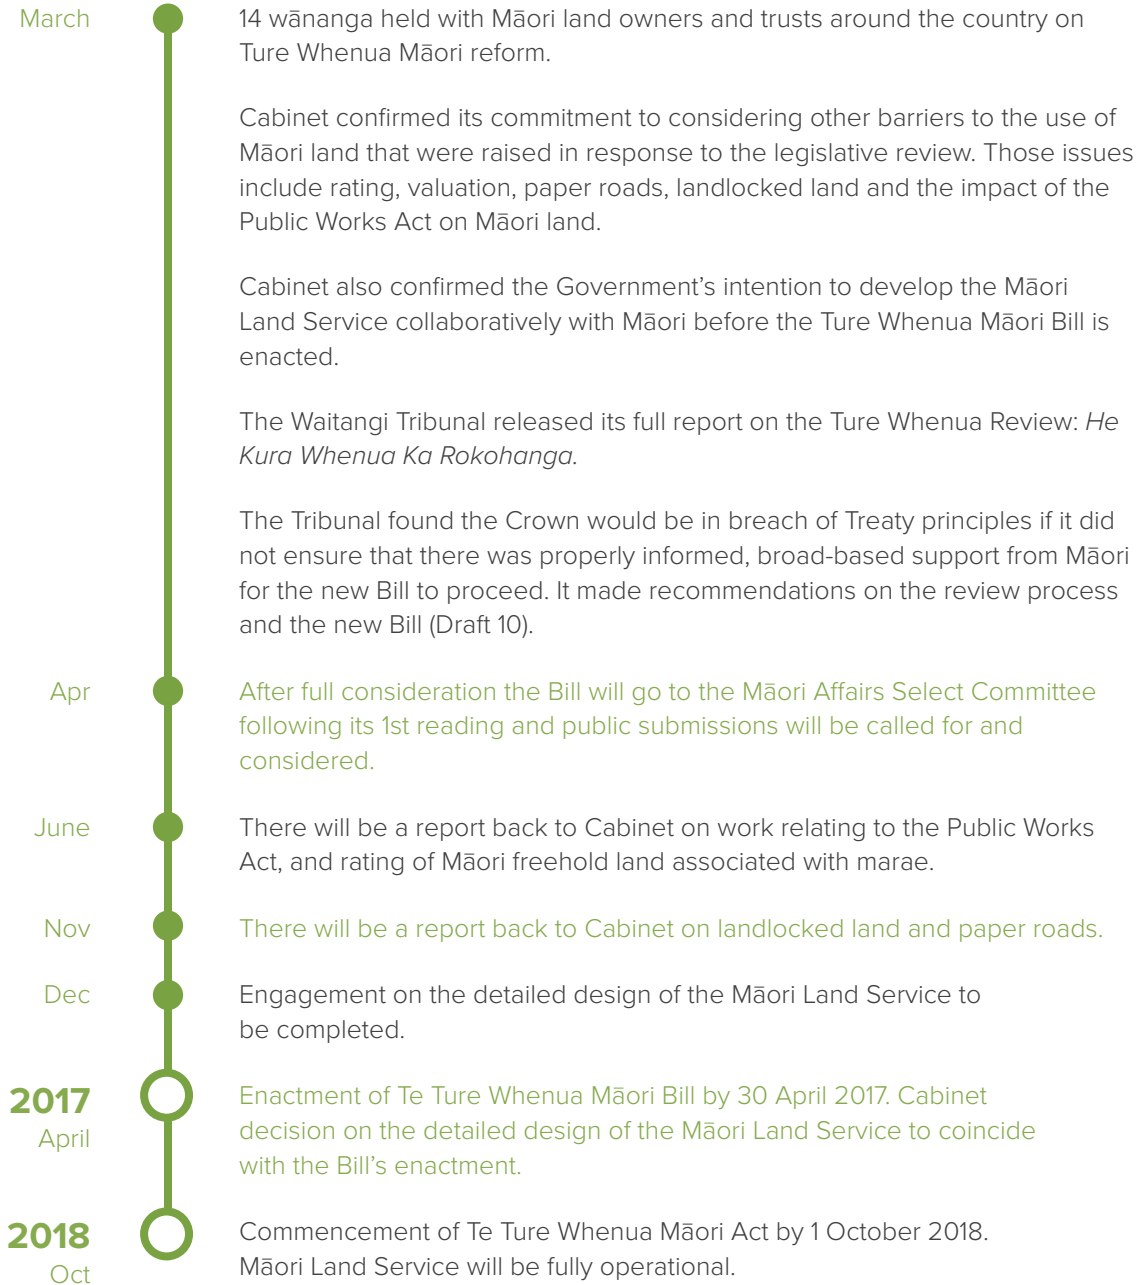 March
14 wānanga held with Māori land owners and trusts around the country on
Ture Whenua Māori reform.
Cabinet confirmed its commitment to considering other barriers to the use of
Māori land that were raised in response to the legislative review. Those issues
include rating, valuation, paper roads, landlocked land and the impact of the
Public Works Act on Māori land.
Cabinet also confirmed the Government’s intention to develop the Māori
Land Service collaboratively with Māori before the Ture Whenua Māori Bill is
enacted.
The Waitangi Tribunal released its full report on the Ture Whenua Review: He
Kura Whenua Ka Rokohanga.
The Tribunal found the Crown would be in breach of Treaty principles if it did
not ensure that there was properly informed, broad-based support from Māori
for the new Bill to proceed. It made recommendations on the review process
and the new Bill (Draft 10).
Apr
After full consideration the Bill will go to the Māori Affairs Select Committee
following its 1st reading and public submissions will be called for and
considered.
June
There will be a report back to Cabinet on work relating to the Public Works
Act, and rating of Māori freehold land associated with marae.
Nov
There will be a report back to Cabinet on landlocked land and paper roads.
Dec
Engagement on the detailed design of the Māori Land Service to
be completed.
2017
April
Enactment of Te Ture Whenua Māori Bill by 30 April 2017. Cabinet
decision on the detailed design of the Māori Land Service to coincide
with the Bill’s enactment.
2018
Oct
Commencement of Te Ture Whenua Māori Act by 1 October 2018.
Māori Land Service will be fully operational.